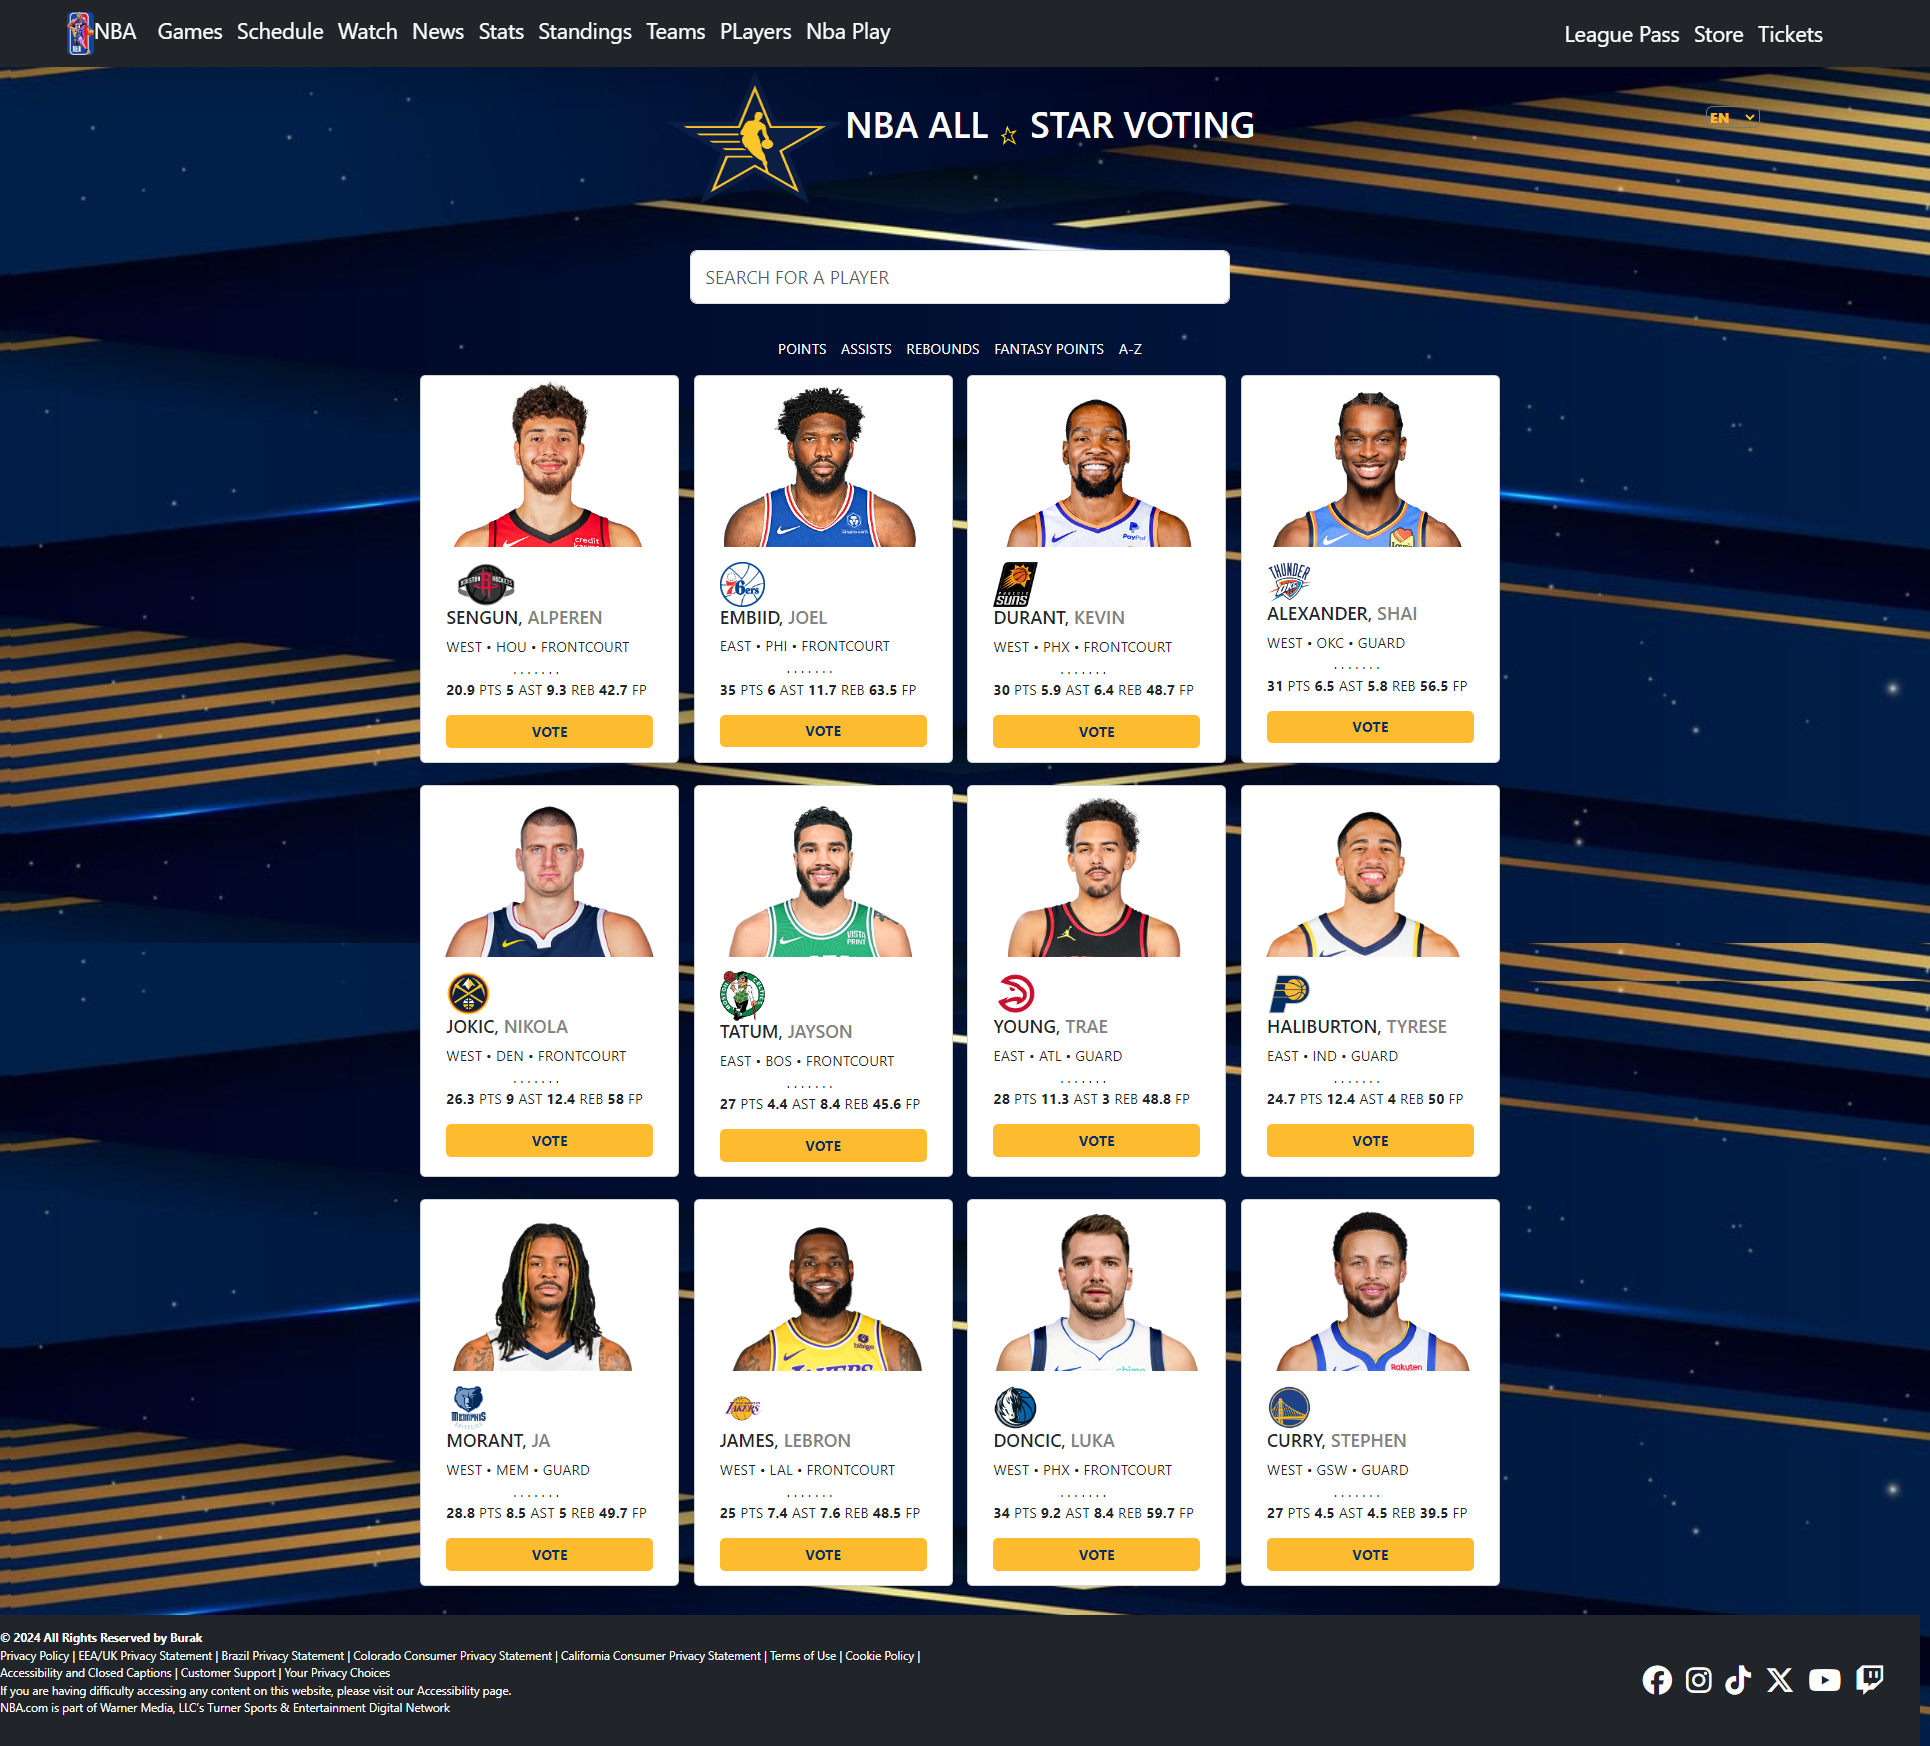 NBA Games Schedule Watch News Stats Standings Teams PLayers Nba Play League Pass Store Tickets
NBA ALL ☆ STAR VOTING
EN
SEARCH FOR A PLAYER
POINTS ASSISTS REBOUNDS FANTASY POINTS A-Z
SENGUN, ALPEREN
WEST • HOU • FRONTCOURT
.......
20.9 PTS 5 AST 9.3 REB 42.7 FP
VOTE
76ers
EMBIID, JOEL
EAST • PHI • FRONTCOURT
.......
35 PTS 6 AST 11.7 REB 63.5 FP
VOTE
PayPal
SUNS
DURANT, KEVIN
WEST • PHX • FRONTCOURT
.......
30 PTS 5.9 AST 6.4 REB 48.7 FP
VOTE
THUNDER
OKC
ALEXANDER, SHAI
WEST • OKC • GUARD
.......
31 PTS 6.5 AST 5.8 REB 56.5 FP
VOTE
JOKIC, NIKOLA
WEST • DEN • FRONTCOURT
.......
26.3 PTS 9 AST 12.4 REB 58 FP
VOTE
VISTA
PRINT
TATUM, JAYSON
EAST • BOS • FRONTCOURT
.......
27 PTS 4.4 AST 8.4 REB 45.6 FP
VOTE
YOUNG, TRAE
EAST • ATL • GUARD
.......
28 PTS 11.3 AST 3 REB 48.8 FP
VOTE
HALIBURTON, TYRESE
EAST • IND • GUARD
.......
24.7 PTS 12.4 AST 4 REB 50 FP
VOTE
MEMPHIS
MORANT, JA
WEST • MEM • GUARD
.......
28.8 PTS 8.5 AST 5 REB 49.7 FP
VOTE
bibigo
LAKERS
JAMES, LEBRON
WEST • LAL • FRONTCOURT
.......
25 PTS 7.4 AST 7.6 REB 48.5 FP
VOTE
DONCIC, LUKA
WEST • PHX • FRONTCOURT
.......
34 PTS 9.2 AST 8.4 REB 59.7 FP
VOTE
Rakuten
CURRY, STEPHEN
WEST • GSW • GUARD
.......
27 PTS 4.5 AST 4.5 REB 39.5 FP
VOTE
© 2024 All Rights Reserved by Burak
Privacy Policy | EEA/UK Privacy Statement | Brazil Privacy Statement | Colorado Consumer Privacy Statement | California Consumer Privacy Statement | Terms of Use | Cookie Policy |
Accessibility and Closed Captions | Customer Support | Your Privacy Choices
If you are having difficulty accessing any content on this website, please visit our Accessibility page.
NBA.com is part of Warner Media, LLC's Turner Sports & Entertainment Digital Network